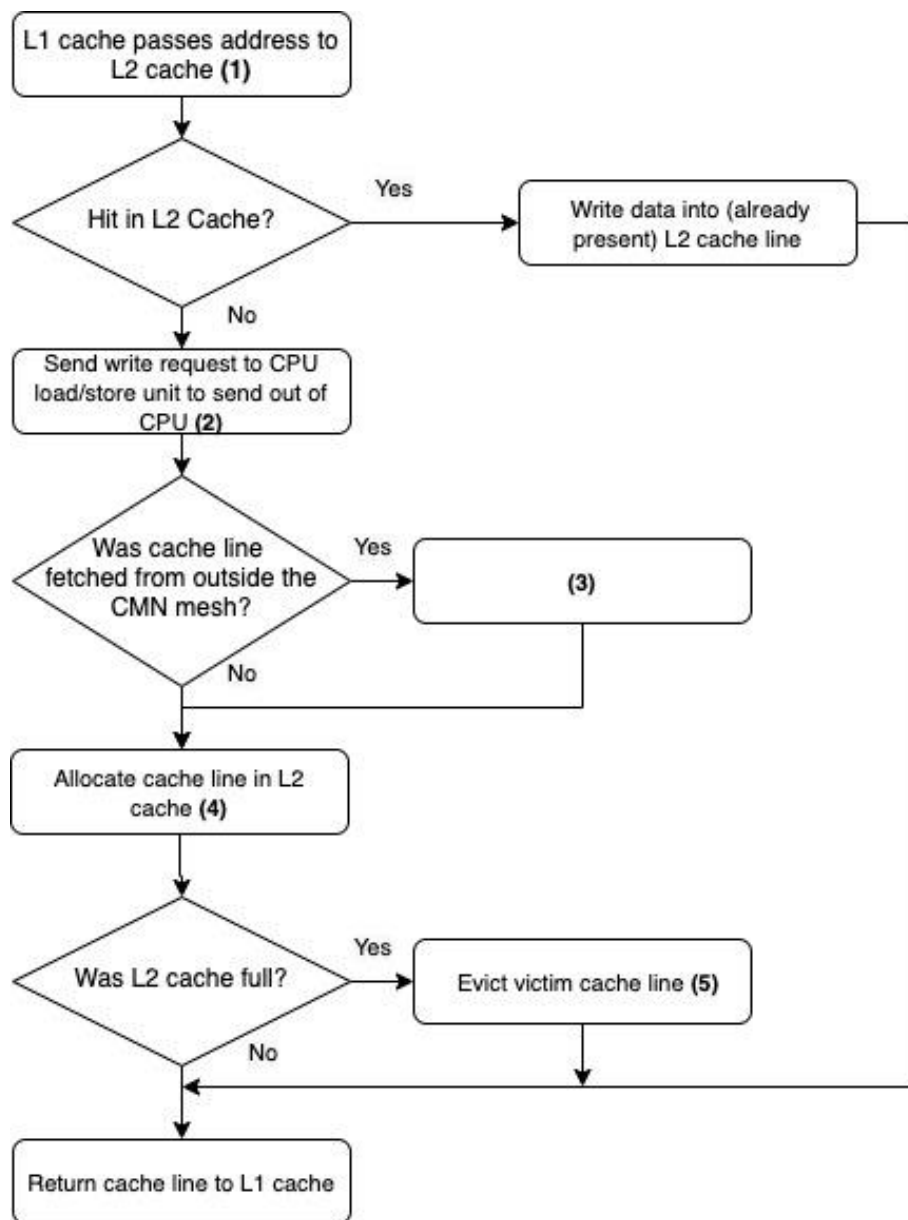 L1 cache passes address to
L2 cache (1)
Hit in L2 Cache?
Yes
Write data into (already
present) L2 cache line
No
Send write request to CPU
load/store unit to send out of
CPU (2)
Was cache line
fetched from outside the
CMN mesh?
Yes
(3)
No
Allocate cache line in L2
cache (4)
Was L2 cache full?
Yes
Evict victim cache line (5)
No
Return cache line to L1 cache